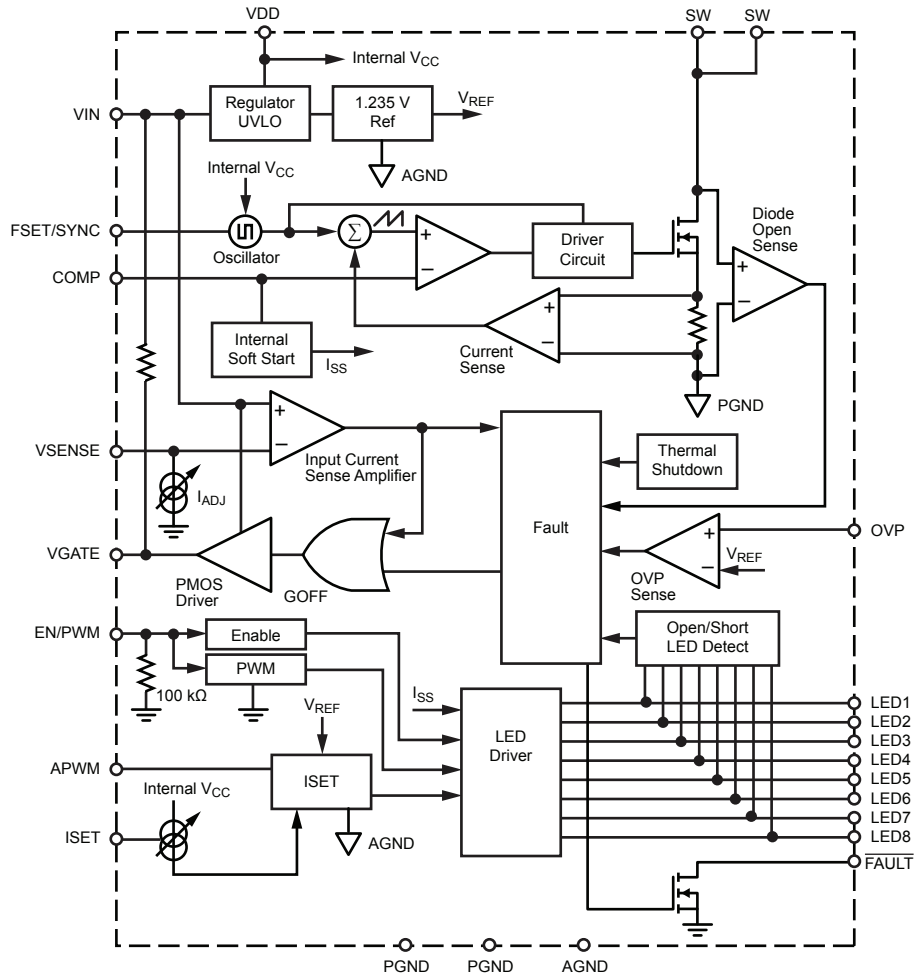 VDD
SW
SW
Internal VCC
VIN
Regulator
UVLO
1.235 V
Ref
VREF
AGND
Internal VCC
FSET/SYNC
Oscillator
Σ
+
−
Driver
Circuit
Diode
Open
Sense
+
−
COMP
Internal
Soft Start
ISS
Current
Sense
+
−
PGND
+
−
VSENSE
IADJ
Input Current
Sense Amplifier
Fault
Thermal
Shutdown
VGATE
PMOS
Driver
GOFF
OVP
Sense
+
−
VREF
OVP
EN/PWM
Enable
PWM
100 kΩ
Open/Short
LED Detect
VREF
ISS
LED
Driver
LED1
LED2
LED3
LED4
LED5
LED6
LED7
LED8
APWM
ISET
Internal VCC
AGND
ISET
FAULT
PGND
PGND
AGND